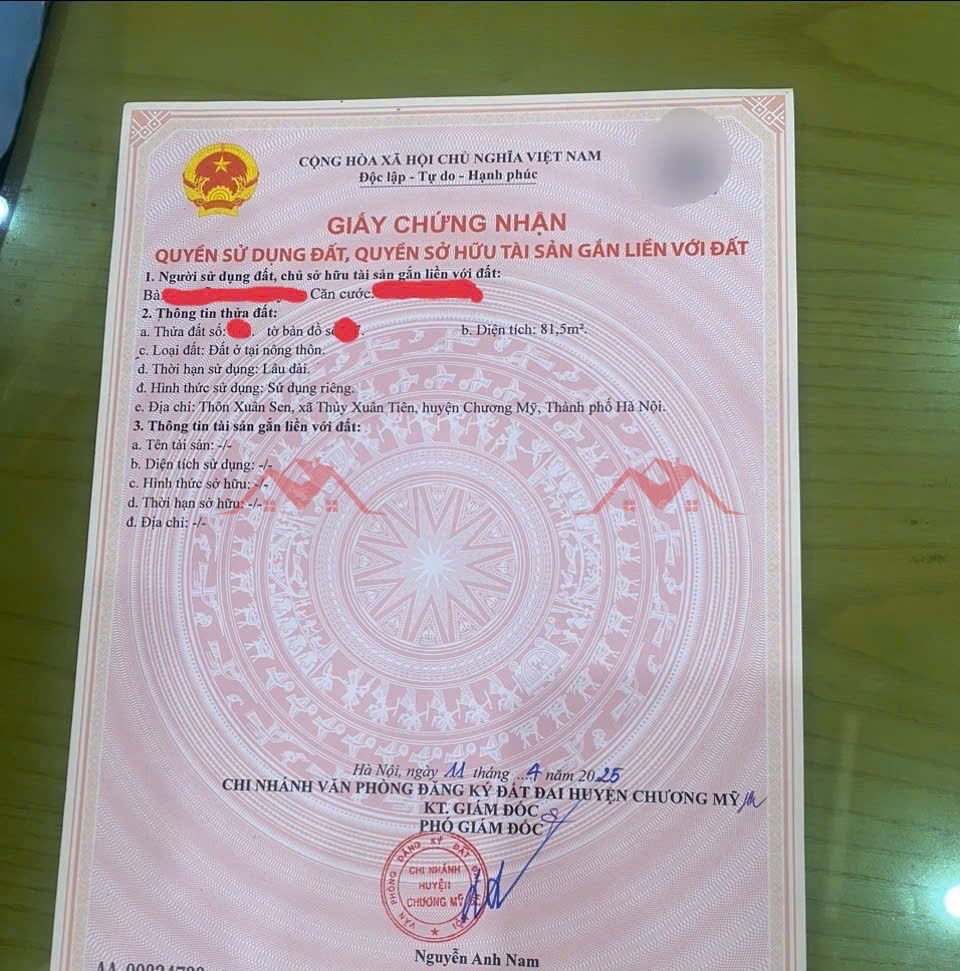 CỘNG HÒA XÃ HỘI CHỦ NGHĨA VIỆT NAM
Độc lập - Tự do - Hạnh phúc
GIẤY CHỨNG NHẬN
QUYỀN SỬ DỤNG ĐẤT, QUYỀN SỞ HỮU TÀI SẢN GẮN LIỀN VỚI ĐẤT
1. Người sử dụng đất, chủ sở hữu tài sản gắn liền với đất:
Bà: Căn cước:
2. Thông tin thửa đất:
a. Thửa đất số: . tờ bản đồ . b. Diện tích: 81,5m².
c. Loại đất: Đất ở tại nông thôn.
d. Thời hạn sử dụng: Lâu dài.
đ. Hình thức sử dụng: Sử dụng riêng.
e. Địa chỉ: Thôn Xuân Sen, xã Thủy Xuân Tiên, huyện Chương Mỹ, Thành phố Hà Nội.
3. Thông tin tài sản gắn liền với đất:
a. Tên tài sản: -/-
b. Diện tích sử dụng: -/-
c. Hình thức sở hữu: -/-
d. Thời hạn sở hữu: -/-
đ. Địa chỉ: -/-
Hà Nội, ngày 11 tháng ...4 năm 2025
CHI NHÁNH VĂN PHÒNG ĐĂNG KÝ ĐẤT ĐAI HUYỆN CHƯƠNG MỸ
KT. GIÁM ĐỐC
PHÓ GIÁM ĐỐC
VĂN PHÒNG ĐĂNG KÝ ĐẤT
CHI NHÁNH
HUYỆN
CHƯƠNG MỸ
Nguyễn Anh Nam